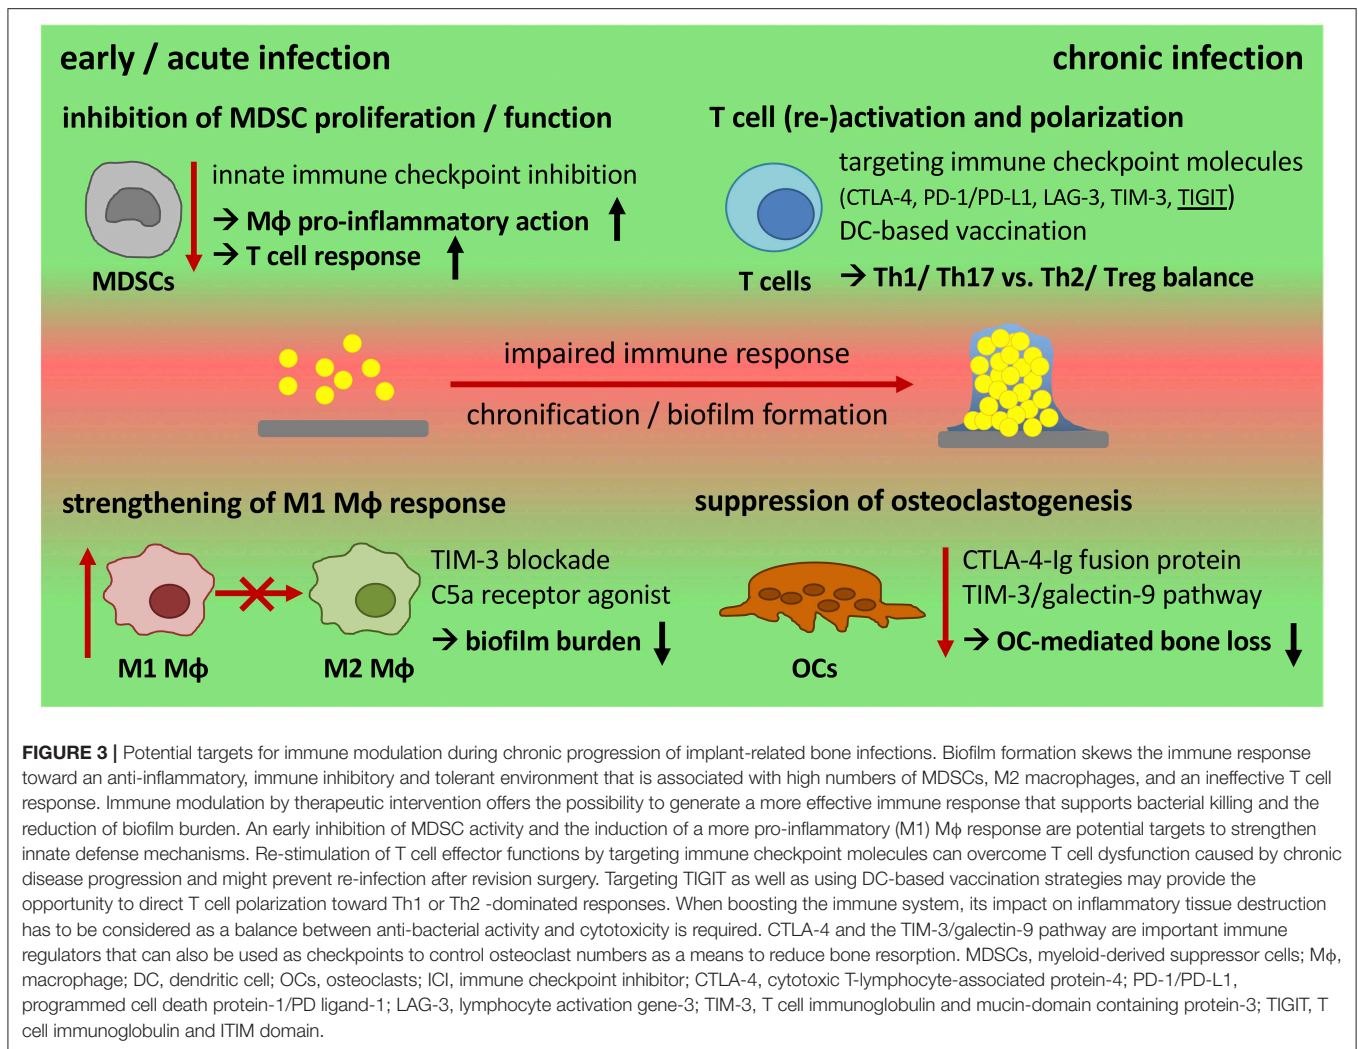 early / acute infection
chronic infection
inhibition of MDSC proliferation / function
innate immune checkpoint inhibition
→ Mϕ pro-inflammatory action
→ T cell response
MDSCs
T cell (re-)activation and polarization
targeting immune checkpoint molecules
(CTLA-4, PD-1/PD-L1, LAG-3, TIM-3, TIGIT)
DC-based vaccination
→ Th1/ Th17 vs. Th2/ Treg balance
T cells
impaired immune response
chronification / biofilm formation
strengthening of M1 Mϕ response
TIM-3 blockade
C5a receptor agonist
→ biofilm burden
M1 Mϕ
M2 Mϕ
suppression of osteoclastogenesis
CTLA-4-Ig fusion protein
TIM-3/galectin-9 pathway
→ OC-mediated bone loss
OCs
FIGURE 3 | Potential targets for immune modulation during chronic progression of implant-related bone infections. Biofilm formation skews the immune response
toward an anti-inflammatory, immune inhibitory and tolerant environment that is associated with high numbers of MDSCs, M2 macrophages, and an ineffective T cell
response. Immune modulation by therapeutic intervention offers the possibility to generate a more effective immune response that supports bacterial killing and the
reduction of biofilm burden. An early inhibition of MDSC activity and the induction of a more pro-inflammatory (M1) Mϕ response are potential targets to strengthen
innate defense mechanisms. Re-stimulation of T cell effector functions by targeting immune checkpoint molecules can overcome T cell dysfunction caused by chronic
disease progression and might prevent re-infection after revision surgery. Targeting TIGIT as well as using DC-based vaccination strategies may provide the
opportunity to direct T cell polarization toward Th1 or Th2 -dominated responses. When boosting the immune system, its impact on inflammatory tissue destruction
has to be considered as a balance between anti-bacterial activity and cytotoxicity is required. CTLA-4 and the TIM-3/galectin-9 pathway are important immune
regulators that can also be used as checkpoints to control osteoclast numbers as a means to reduce bone resorption. MDSCs, myeloid-derived suppressor cells; Mϕ,
macrophage; DC, dendritic cell; OCs, osteoclasts; ICI, immune checkpoint inhibitor; CTLA-4, cytotoxic T-lymphocyte-associated protein-4; PD-1/PD-L1,
programmed cell death protein-1/PD ligand-1; LAG-3, lymphocyte activation gene-3; TIM-3, T cell immunoglobulin and mucin-domain containing protein-3; TIGIT, T
cell immunoglobulin and ITIM domain.